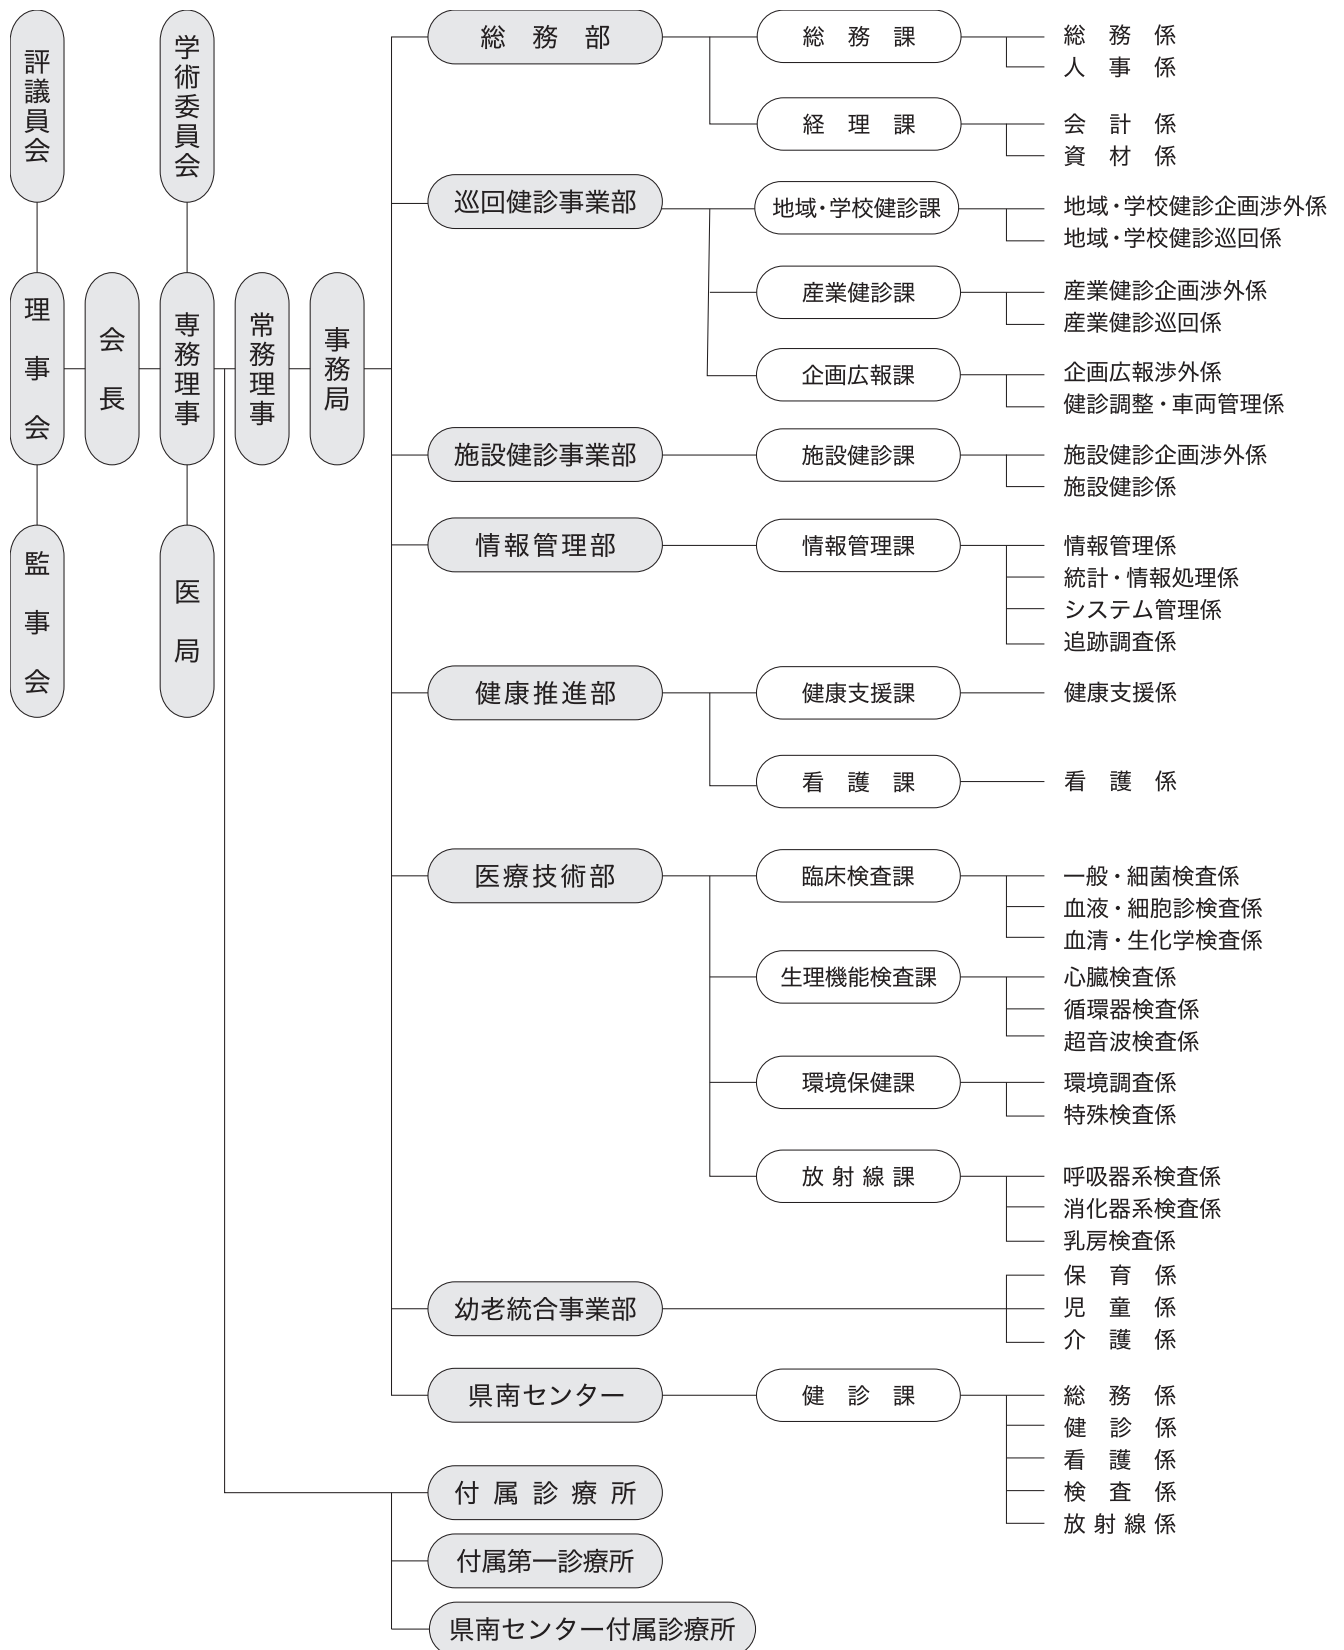 評議員会
学術委員会
理事会
会長
専務理事
常務理事
事務局
監事会
医局
総務部
総務課
総務係
人事係
経理課
会計係
資材係
巡回健診事業部
地域・学校健診課
地域・学校健診企画渉外係
地域・学校健診巡回係
産業健診課
産業健診企画渉外係
産業健診巡回係
企画広報課
企画広報渉外係
健診調整・車両管理係
施設健診事業部
施設健診課
施設健診企画渉外係
施設健診係
情報管理部
情報管理課
情報管理係
統計・情報処理係
システム管理係
追跡調査係
健康推進部
健康支援課
健康支援係
看護課
看護係
医療技術部
臨床検査課
一般・細菌検査係
血液・細胞診検査係
血清・生化学検査係
生理機能検査課
心臓検査係
循環器検査係
超音波検査係
環境保健課
環境調査係
特殊検査係
放射線課
呼吸器系検査係
消化器系検査係
乳房検査係
幼老統合事業部
保育係
児童係
介護係
県南センター
健診課
総務係
健診係
看護係
検査係
放射線係
付属診療所
付属第一診療所
県南センター付属診療所